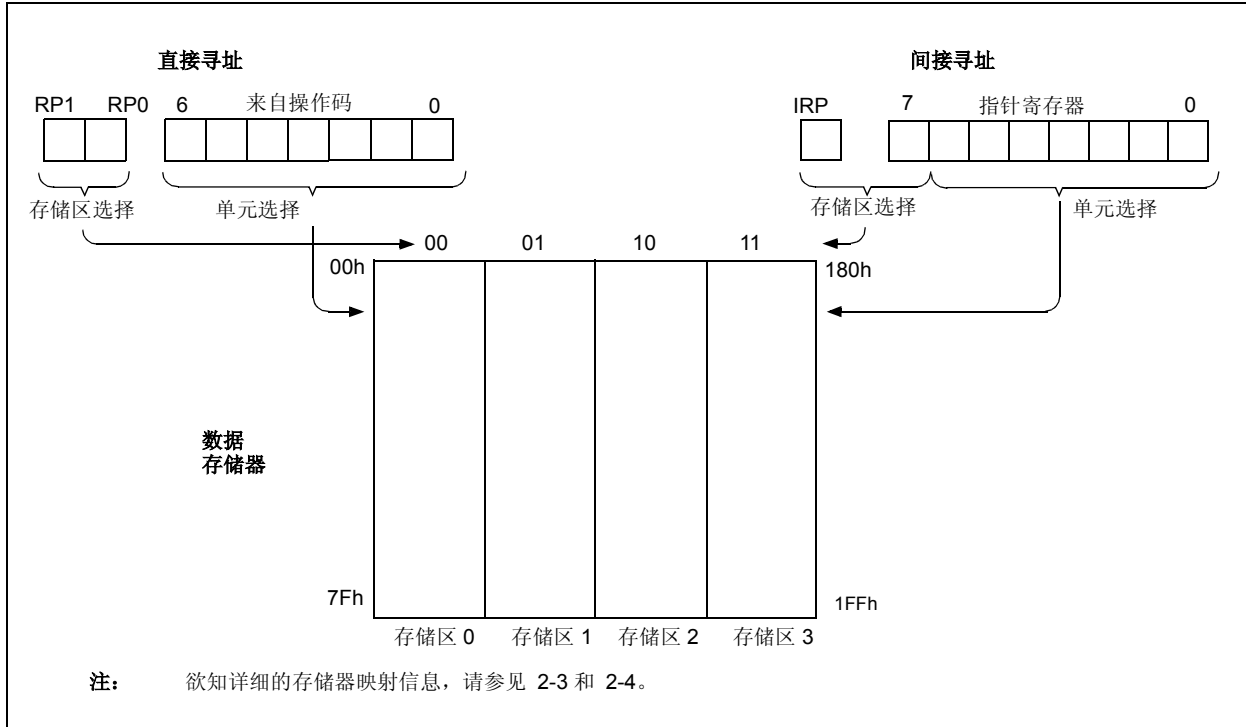 直接寻址 间接寻址
RP1 RP0 6 来自操作码 0 IRP 7 指针寄存器 0
存储区选择 单元选择 存储区选择 单元选择
00 01 10 11
00h 180h
数据
存储器
7Fh 1FFh
存储区 0 存储区 1 存储区 2 存储区 3
注： 欲知详细的存储器映射信息，请参见 2-3 和 2-4。